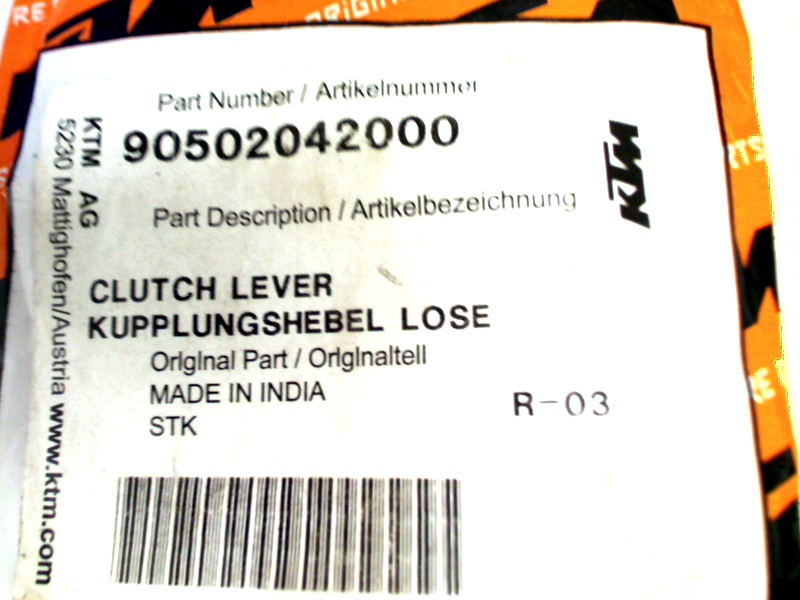 Part Number / Artikelnummer
90502042000
KTM
Part Description / Artikelbezeichnung
CLUTCH LEVER
KUPPLUNGSHEBEL LOSE
Original Part / Originalteil
MADE IN INDIA
STK
R-03
KTM AG
5230 Mattighofen/Austria www.ktm.com